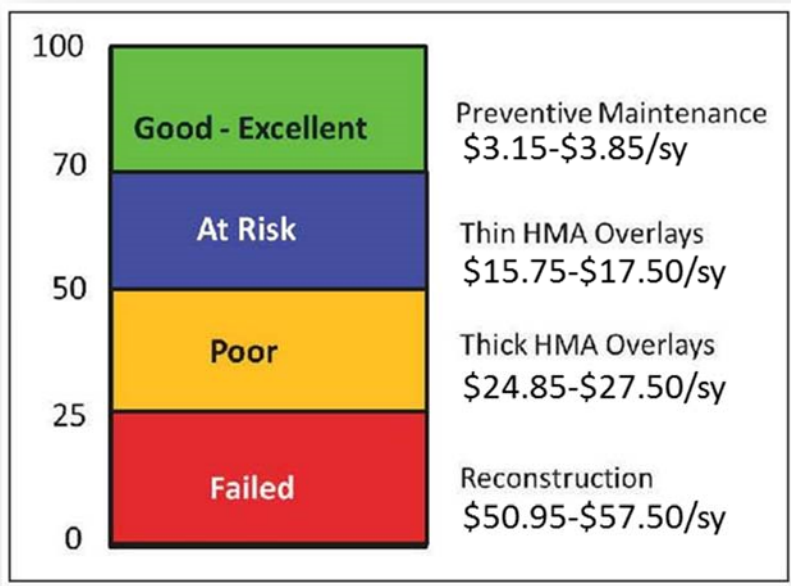 100
Good - Excellent
Preventive Maintenance
$3.15-$3.85/sy
70
At Risk
Thin HMA Overlays
$15.75-$17.50/sy
50
Poor
Thick HMA Overlays
$24.85-$27.50/sy
25
Failed
Reconstruction
$50.95-$57.50/sy
0